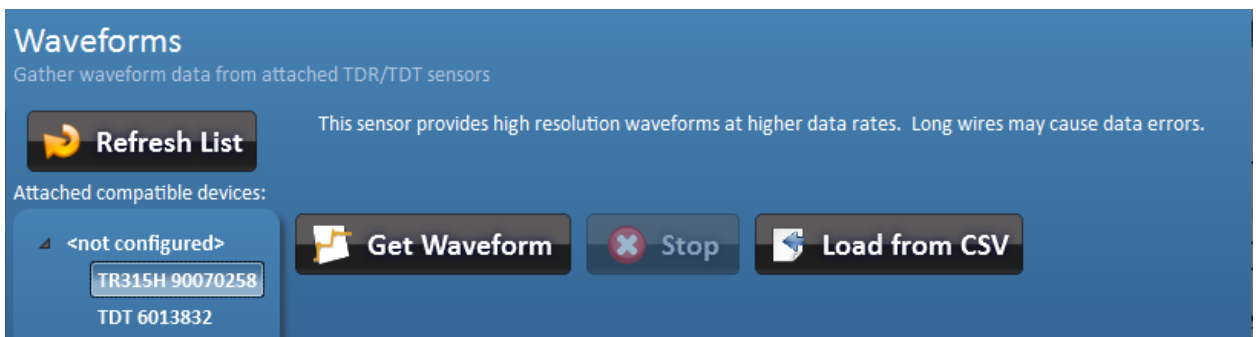 Waveforms
Gather waveform data from attached TDR/TDT sensors
Refresh List
This sensor provides high resolution waveforms at higher data rates.  Long wires may cause data errors.
Attached compatible devices:
<not configured>
TR315H 90070258
TDT 6013832
Get Waveform
Stop
Load from CSV